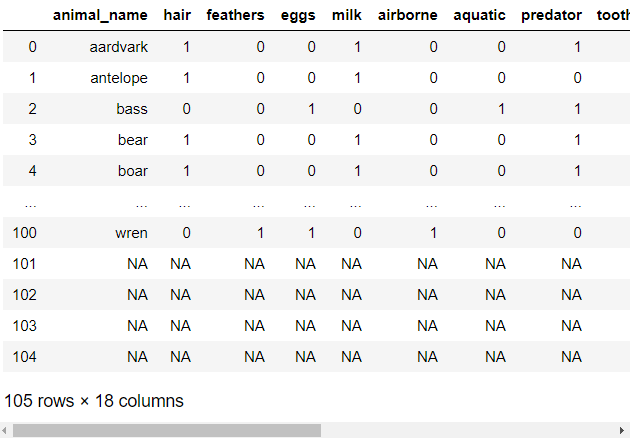 animal_name hair feathers eggs milk airborne aquatic predator tooth
0 aardvark 1 0 0 1 0 0 1
1 antelope 1 0 0 1 0 0 0
2 bass 0 0 1 0 0 1 1
3 bear 1 0 0 1 0 0 1
4 boar 1 0 0 1 0 0 1
... ... ... ... ... ... ... ... ...
100 wren 0 1 1 0 1 0 0
101 NA NA NA NA NA NA NA NA
102 NA NA NA NA NA NA NA NA
103 NA NA NA NA NA NA NA NA
104 NA NA NA NA NA NA NA NA
105 rows × 18 columns